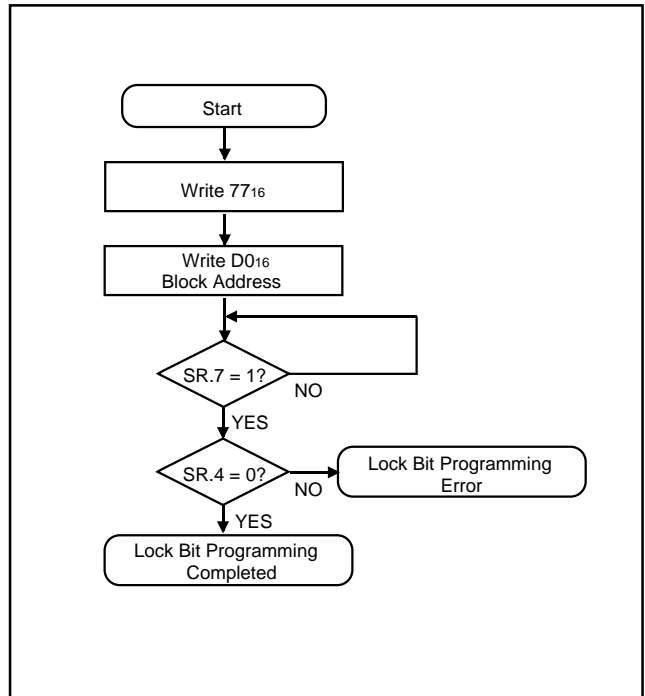 Start
Write 7716
Write D016
Block Address
SR.7 = 1?
NO
YES
SR.4 = 0?
NO
Lock Bit Programming
Error
YES
Lock Bit Programming
Completed